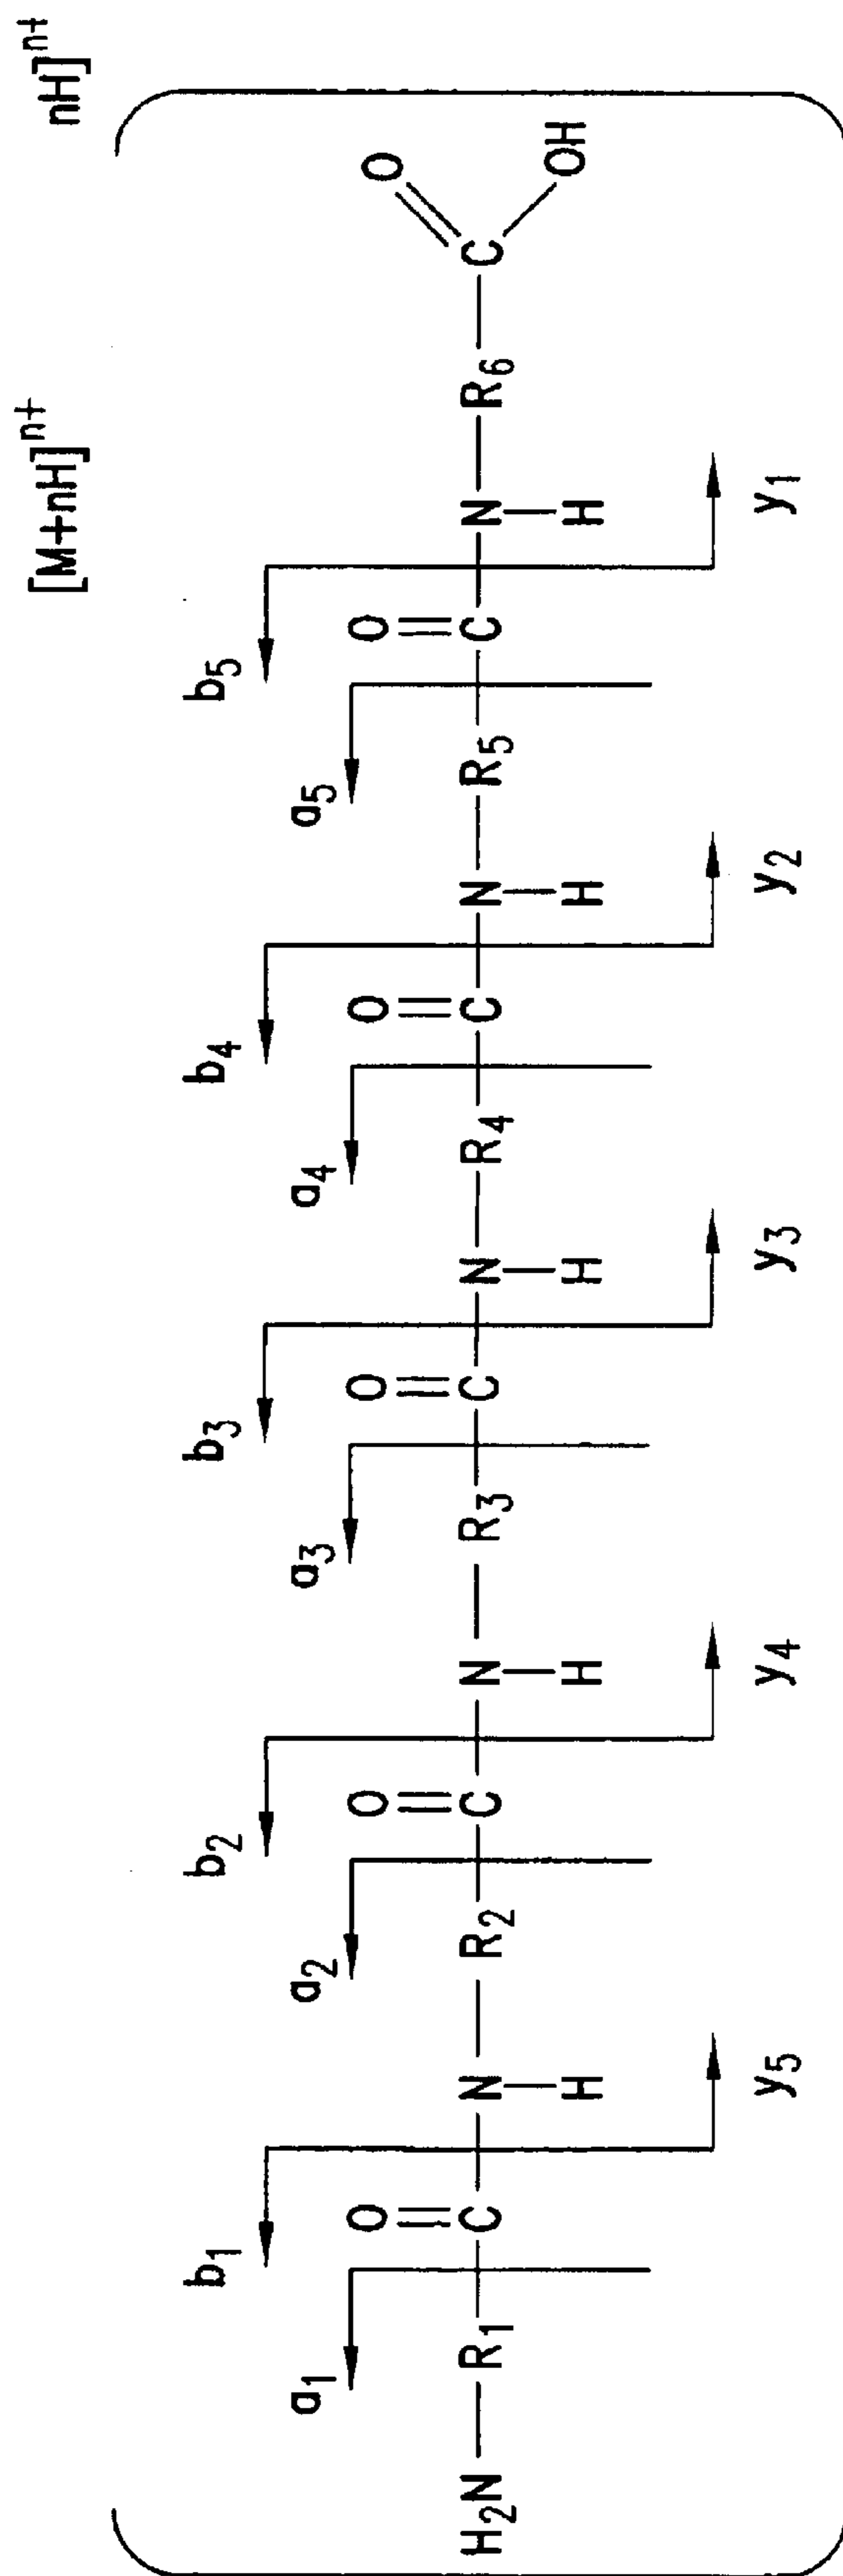 [M+nH]ⁿ⁺
nH]ⁿ⁺
b₁ b₂ b₃ b₄ b₅
a₁ a₂ a₃ a₄ a₅
O O O O O O
H₂N R₁ C N R₂ C N R₃ C N R₄ C N R₅ C N R₆ C
H H H H H OH
y₅ y₄ y₃ y₂ y₁